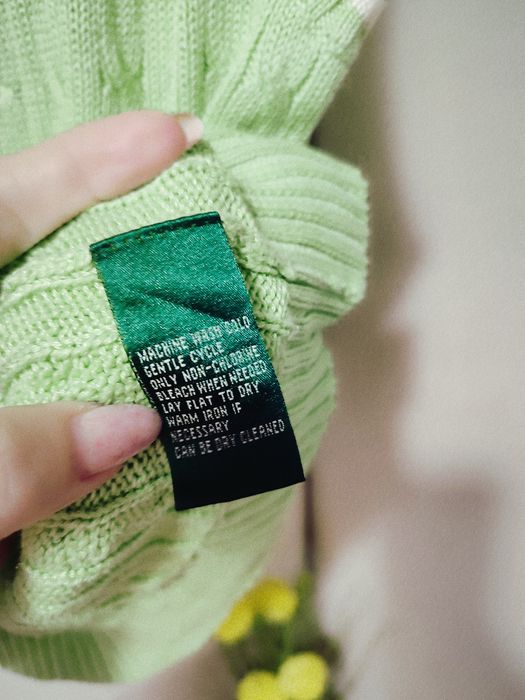 MACHINE WASH COLD
GENTLE CYCLE
ONLY NON-CHLORINE
BLEACH WHEN NEEDED
LAY FLAT TO DRY
WARM IRON IF
NECESSARY
CAN BE DRY CLEANED